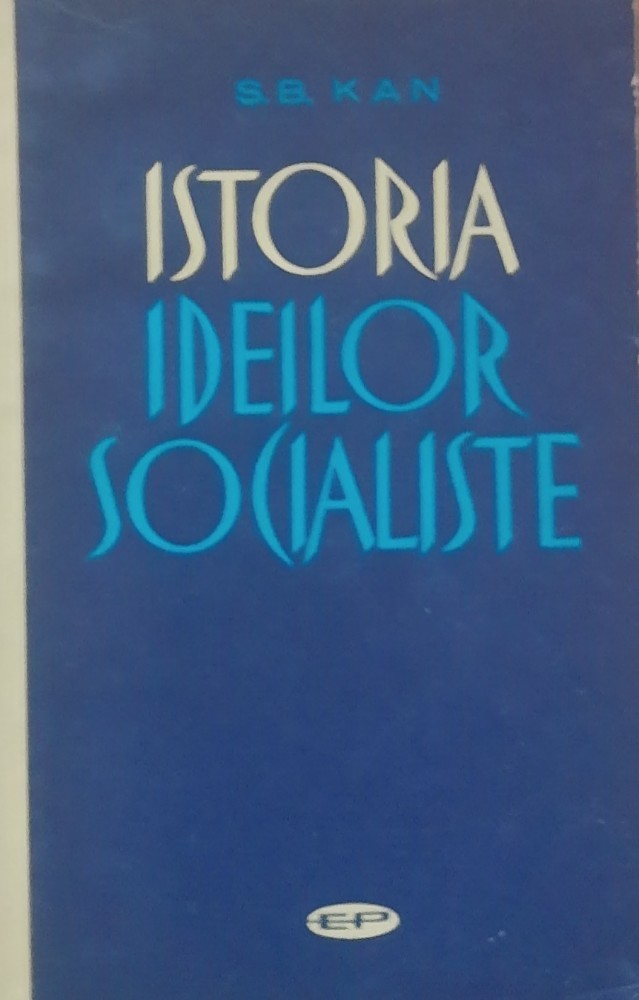 S.B. KAN
ISTORIA
IDEILOR
SOCIALISTE
EP